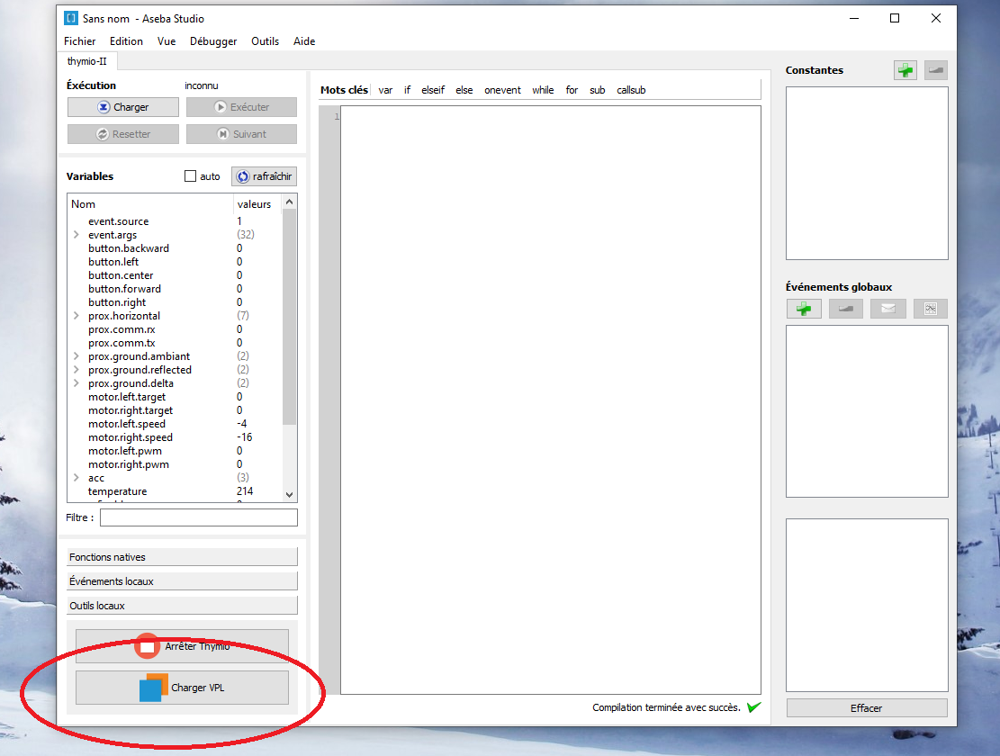 Sans nom - Aseba Studio
Fichier Edition Vue Débugger Outils Aide
thymio-II
Éxécution inconnu
Charger Exécuter
Resetter Suivant
Variables auto rafraîchir
Nom valeurs
event.source 1
event.args (32)
button.backward 0
button.left 0
button.center 0
button.forward 0
button.right 0
prox.horizontal (7)
prox.comm.rx 0
prox.comm.tx 0
prox.ground.ambiant (2)
prox.ground.reflected (2)
prox.ground.delta (2)
motor.left.target 0
motor.right.target 0
motor.left.speed -4
motor.right.speed -16
motor.left.pwm 0
motor.right.pwm 0
acc (3)
temperature 214
Filtre :
Fonctions natives
Événements locaux
Outils locaux
Arrêter Thymio
Charger VPL
Mots clés var if elseif else onevent while for sub callsub
1
Compilation terminée avec succès.
Constantes
Événements globaux
Effacer